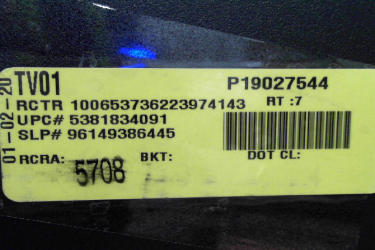 01-02-20
TV01 P19027544
RCTR 100653736223974143 RT :7
UPC# 5381834091
SLP# 96149386445
RCRA: 5708 BKT: DOT CL: